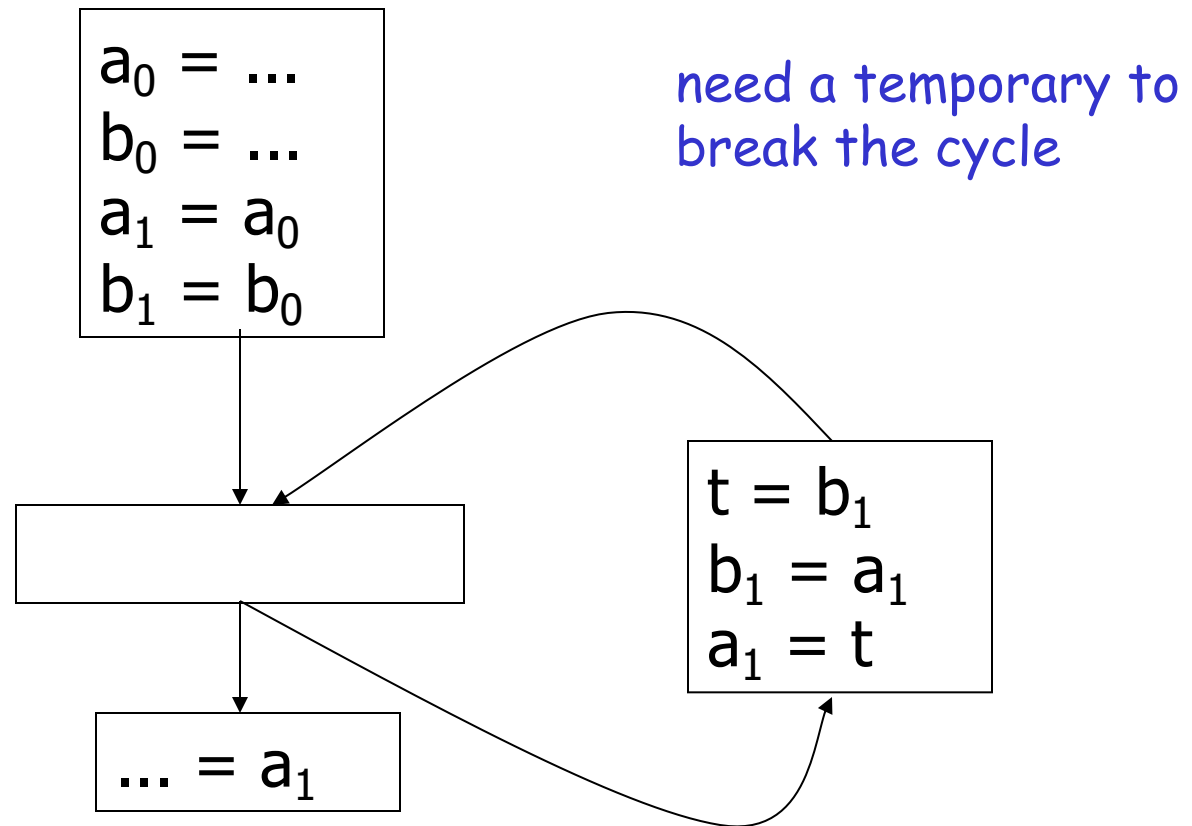 a₀ = ...
b₀ = ...
a₁ = a₀
b₁ = b₀
need a temporary to
break the cycle
t = b₁
b₁ = a₁
a₁ = t
... = a₁